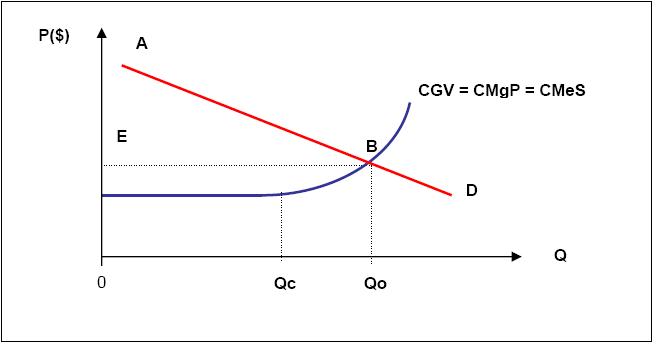 P($)
A
CGV = CMgP = CMeS
E
B
D
Q
0
Qc
Qo